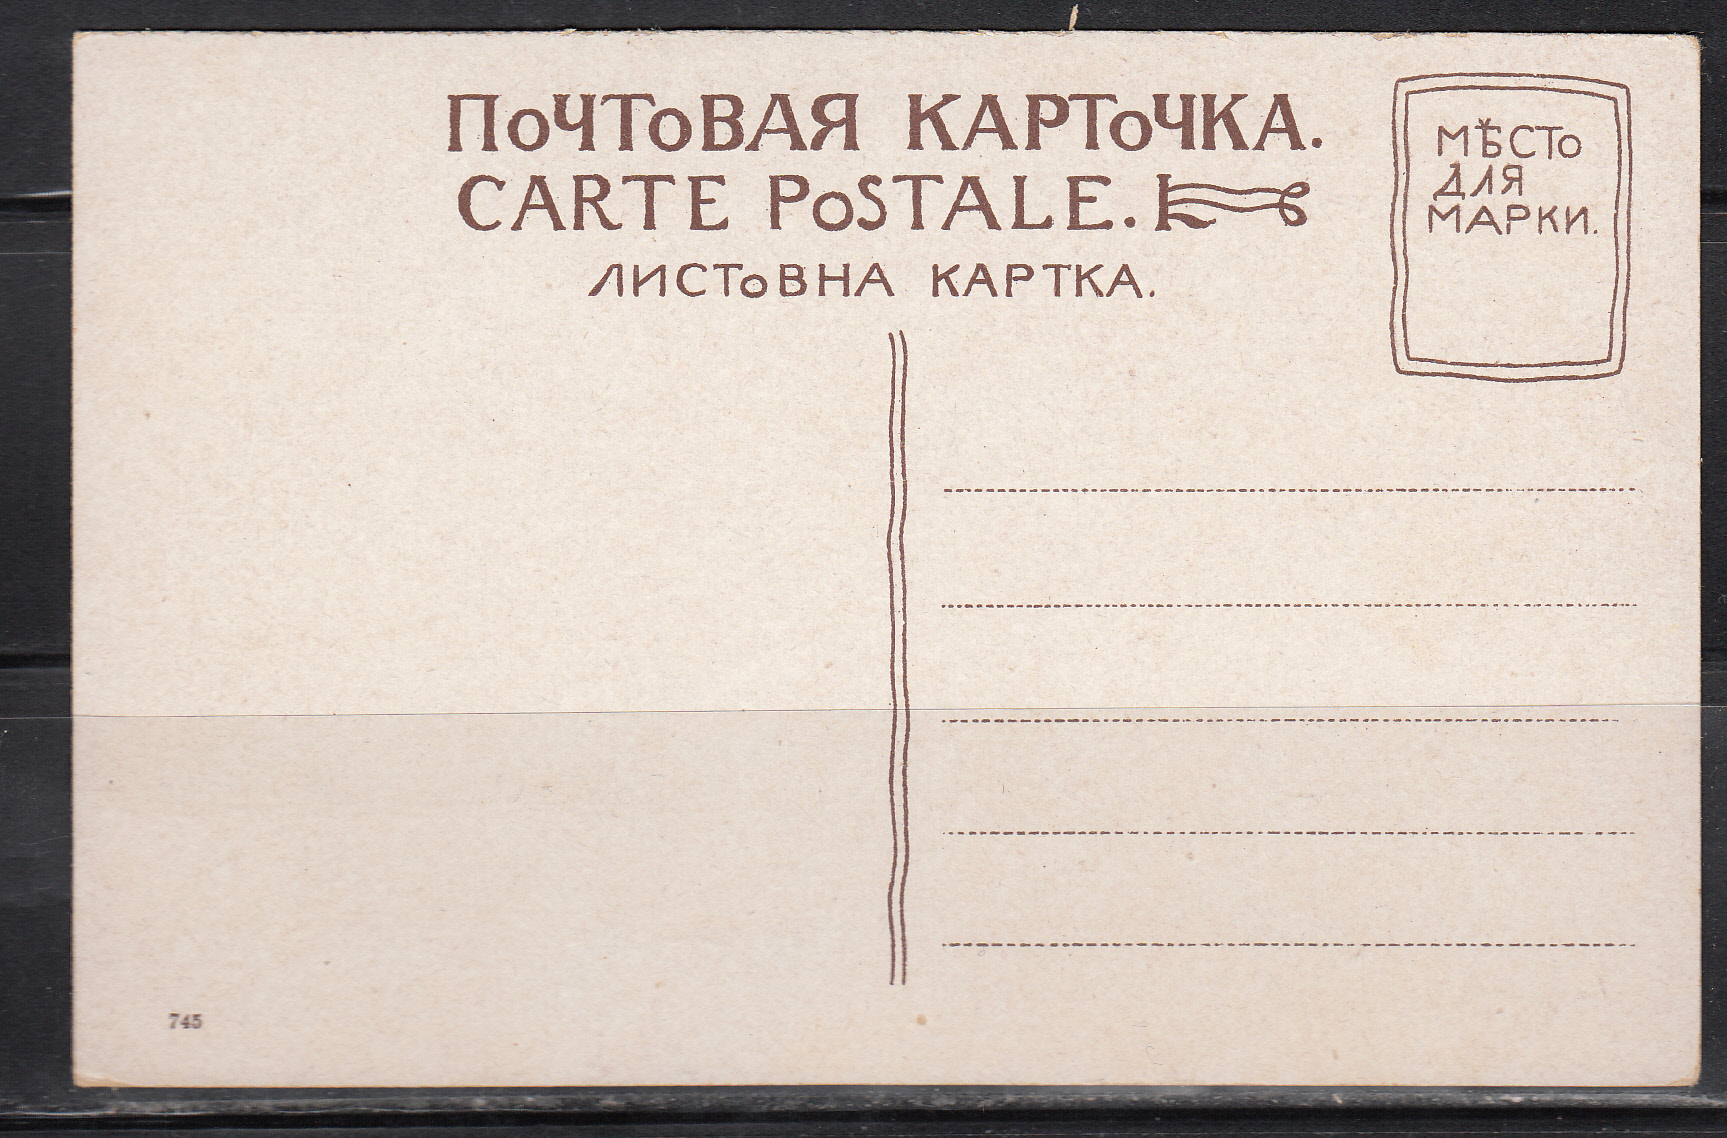 ПОЧТОВАЯ КАРТОЧКА.
CARTE POSTALE.
ЛИСТОВНА КАРТКА.
МѢСТО
ДЛЯ
МАРКИ.
745